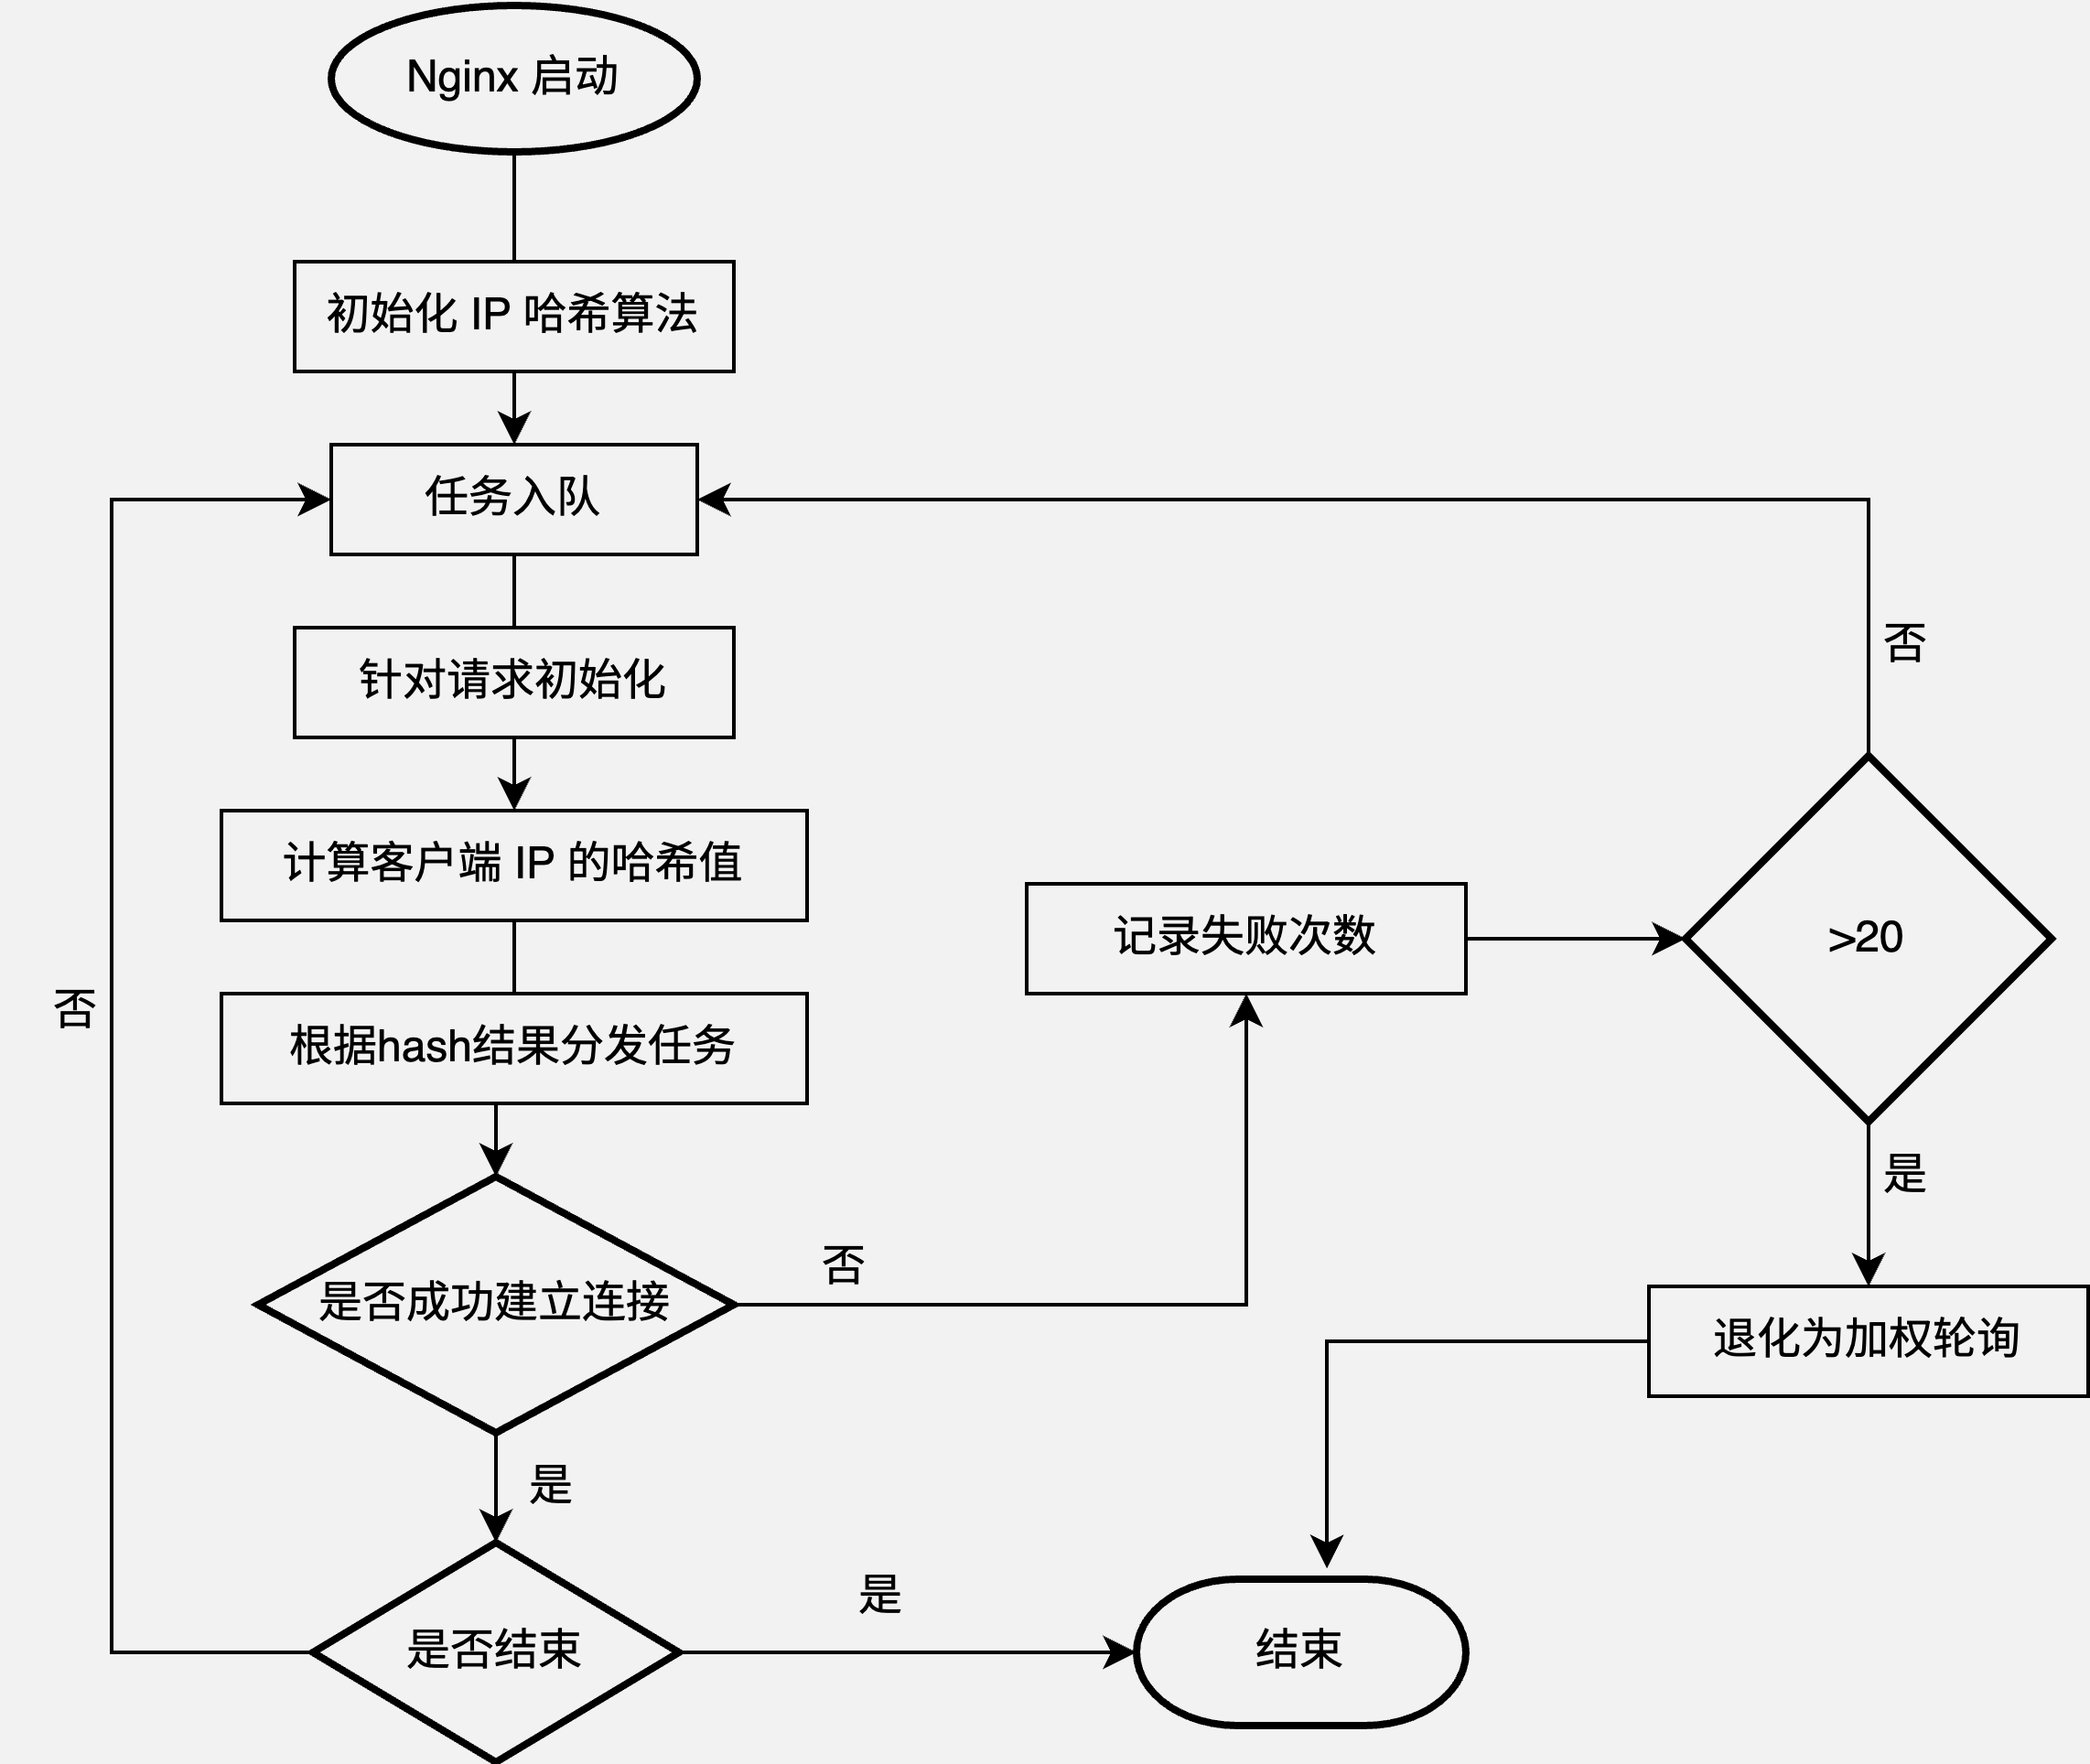 Nginx 启动
初始化 IP 哈希算法
任务入队
针对请求初始化
否
计算客户端 IP 的哈希值
记录失败次数
>20
否
根据hash结果分发任务
是
否
是否成功建立连接
退化为加权轮询
是
是
是否结束
结束